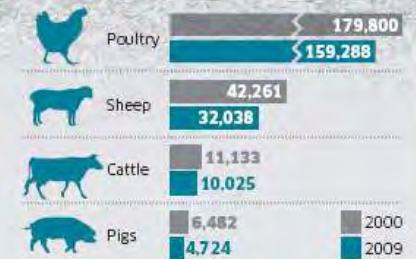 179,800
Poultry
159,288
42,261
Sheep
32,038
11,133
Cattle
10,025
6,482
2000
Pigs
4,724
2009